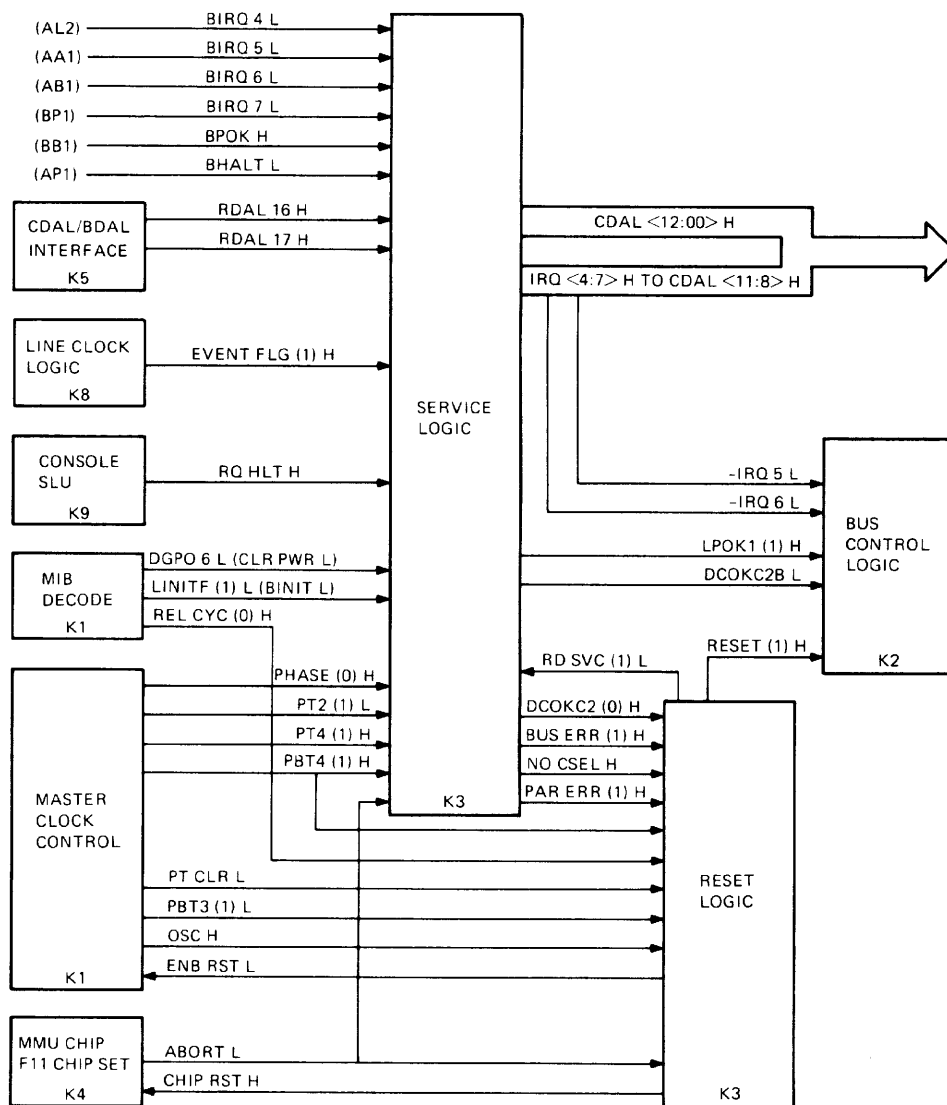 (AL2) BIRQ 4 L
(AA1) BIRQ 5 L
(AB1) BIRQ 6 L
(BP1) BIRQ 7 L
(BB1) BPOK H
(AP1) BHALT L
CDAL/BDAL
INTERFACE
K5
RDAL 16 H
RDAL 17 H
LINE CLOCK
LOGIC
K8
EVENT FLG (1) H
CONSOLE
SLU
K9
RQ HLT H
MIB
DECODE
K1
DGPO 6 L (CLR PWR L)
LINITF (1) L (BINIT L)
REL CYC (0) H
MASTER
CLOCK
CONTROL
K1
PHASE (0) H
PT2 (1) L
PT4 (1) H
PBT4 (1) H
PT CLR L
PBT3 (1) L
OSC H
ENB RST L
MMU CHIP
F11 CHIP SET
K4
ABORT L
CHIP RST H
SERVICE
LOGIC
K3
CDAL <12:00> H
IRQ <4:7> H TO CDAL <11:8> H
-IRQ 5 L
-IRQ 6 L
LPOK1 (1) H
DCOKC2B L
BUS
CONTROL
LOGIC
K2
RESET (1) H
RD SVC (1) L
DCOKC2 (0) H
BUS ERR (1) H
NO CSEL H
PAR ERR (1) H
RESET
LOGIC
K3